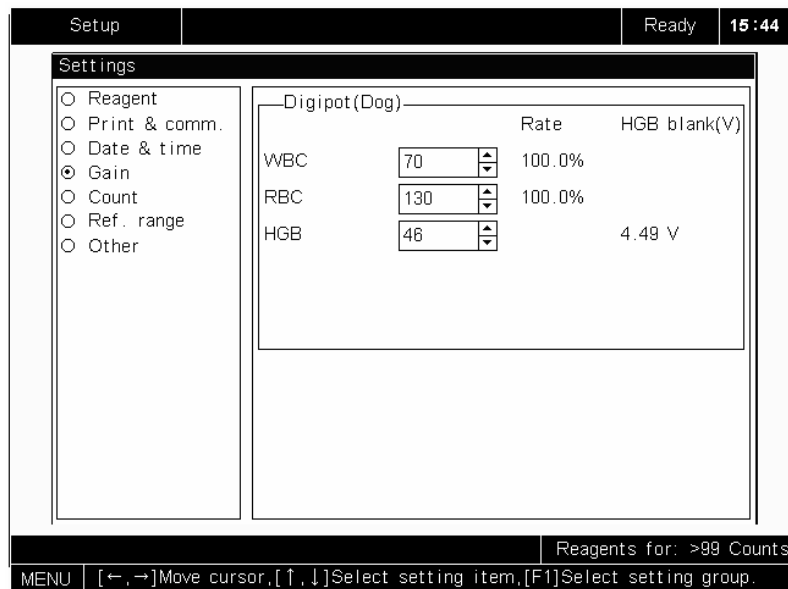 Setup Ready 15:44
Settings
Reagent
Print & comm.
Date & time
Gain
Count
Ref. range
Other
Digipot(Dog)
Rate HGB blank(V)
WBC 70 100.0%
RBC 130 100.0%
HGB 46 4.49 V
Reagents for: >99 Counts
MENU [←,→]Move cursor,[↑,↓]Select setting item,[F1]Select setting group.